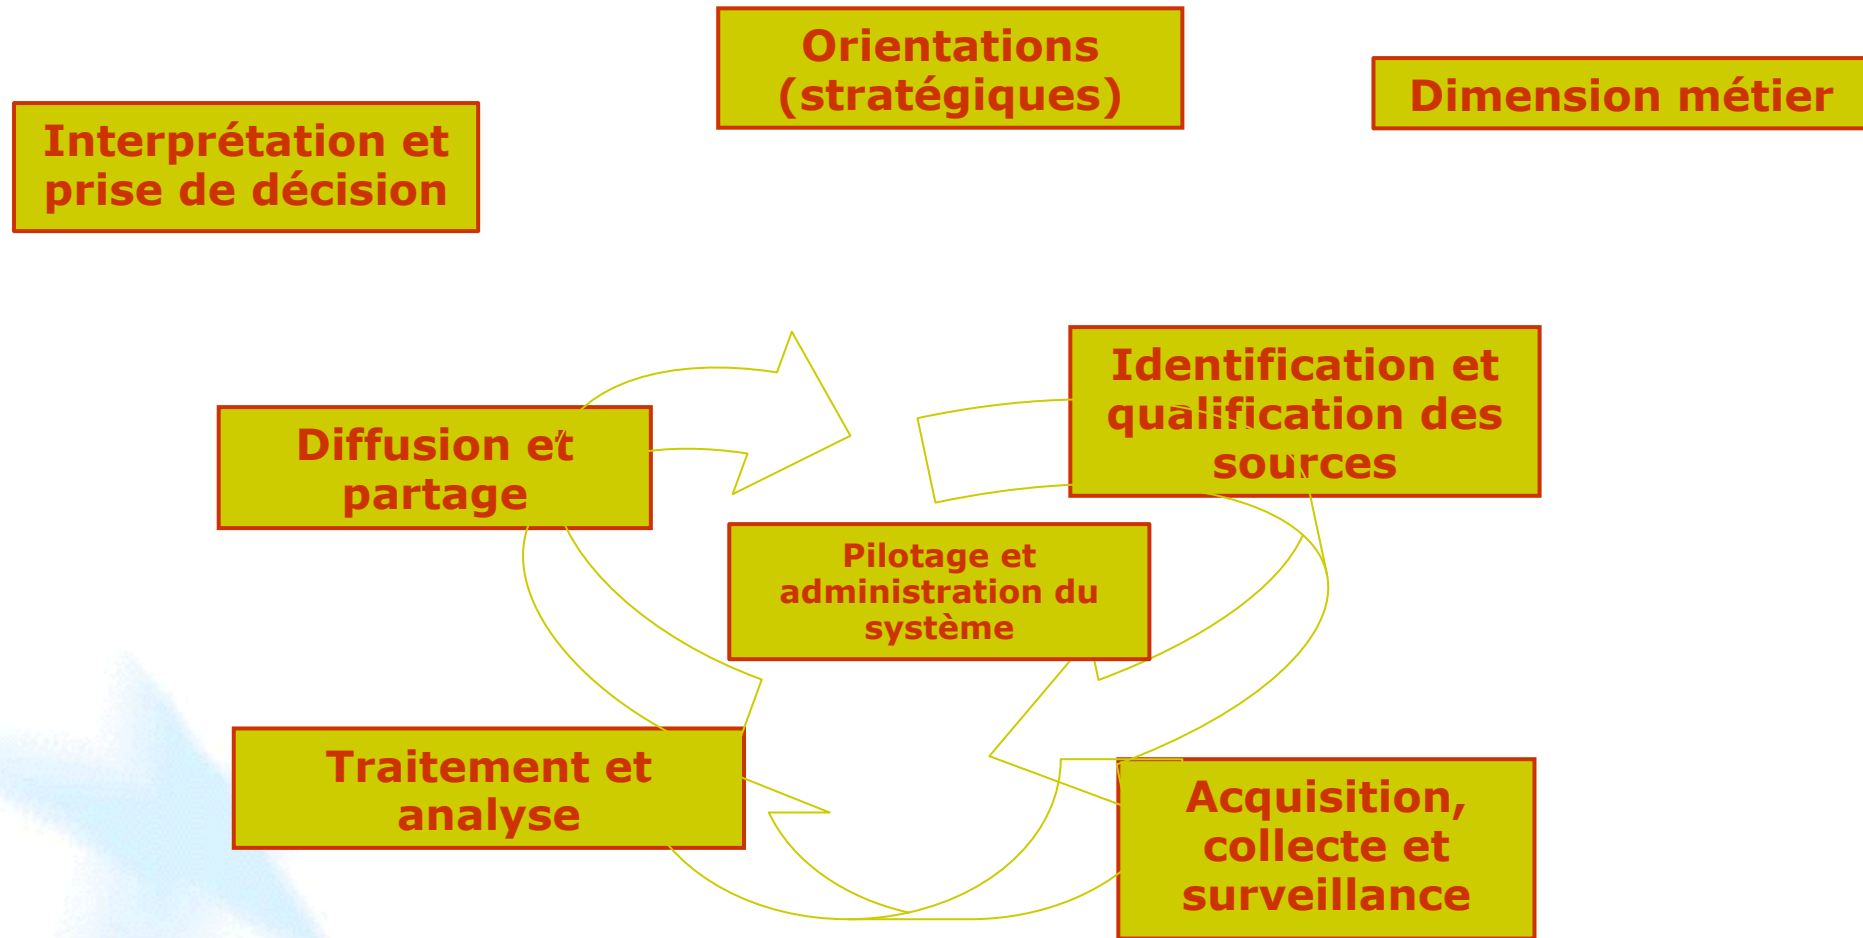 Orientations
(stratégiques)
Dimension métier
Interprétation et
prise de décision
Identification et
qualification des
sources
Diffusion et
partage
Pilotage et
administration du
système
Traitement et
analyse
Acquisition,
collecte et
surveillance